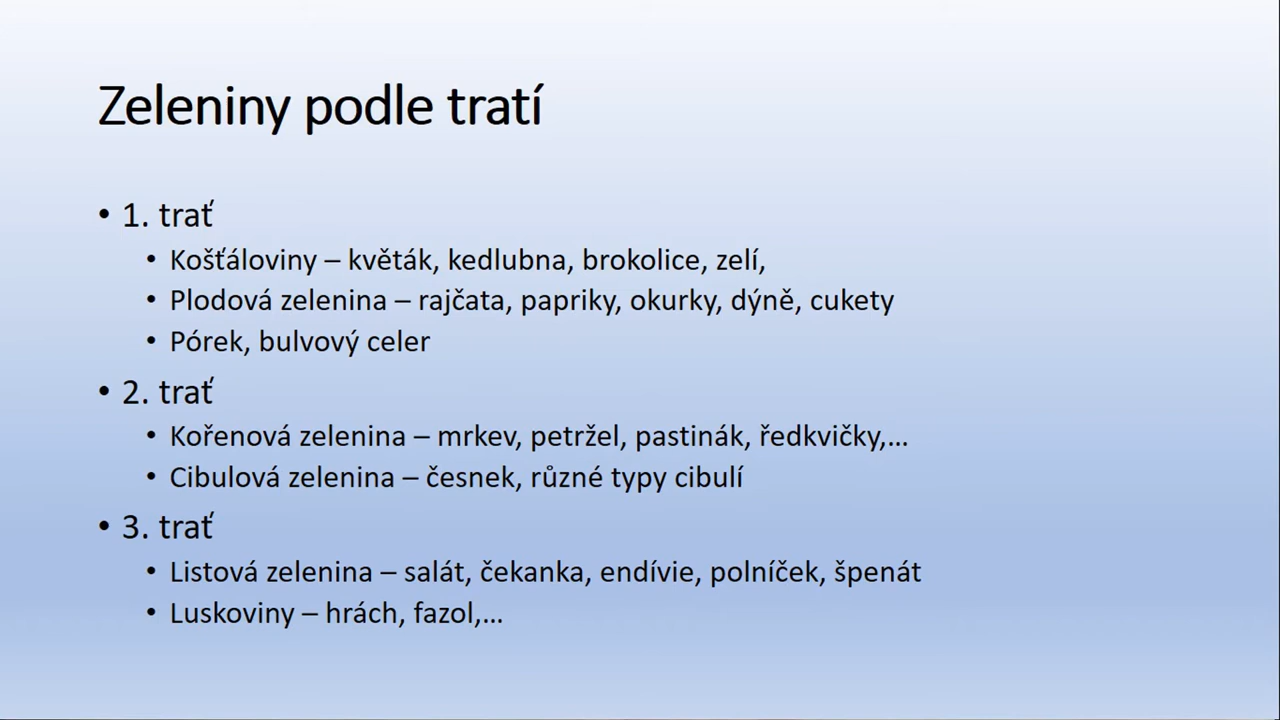 Zeleniny podle tratí
• 1. trať
• Košťáloviny – květák, kedlubna, brokolice, zelí,
• Plodová zelenina – rajčata, papriky, okurky, dýně, cukety
• Pórek, bulvový celer
• 2. trať
• Kořenová zelenina – mrkev, petržel, pastinák, ředkvičky,...
• Cibulová zelenina – česnek, různé typy cibulí
• 3. trať
• Listová zelenina – salát, čekanka, endívie, polníček, špenát
• Luskoviny – hrách, fazol,...